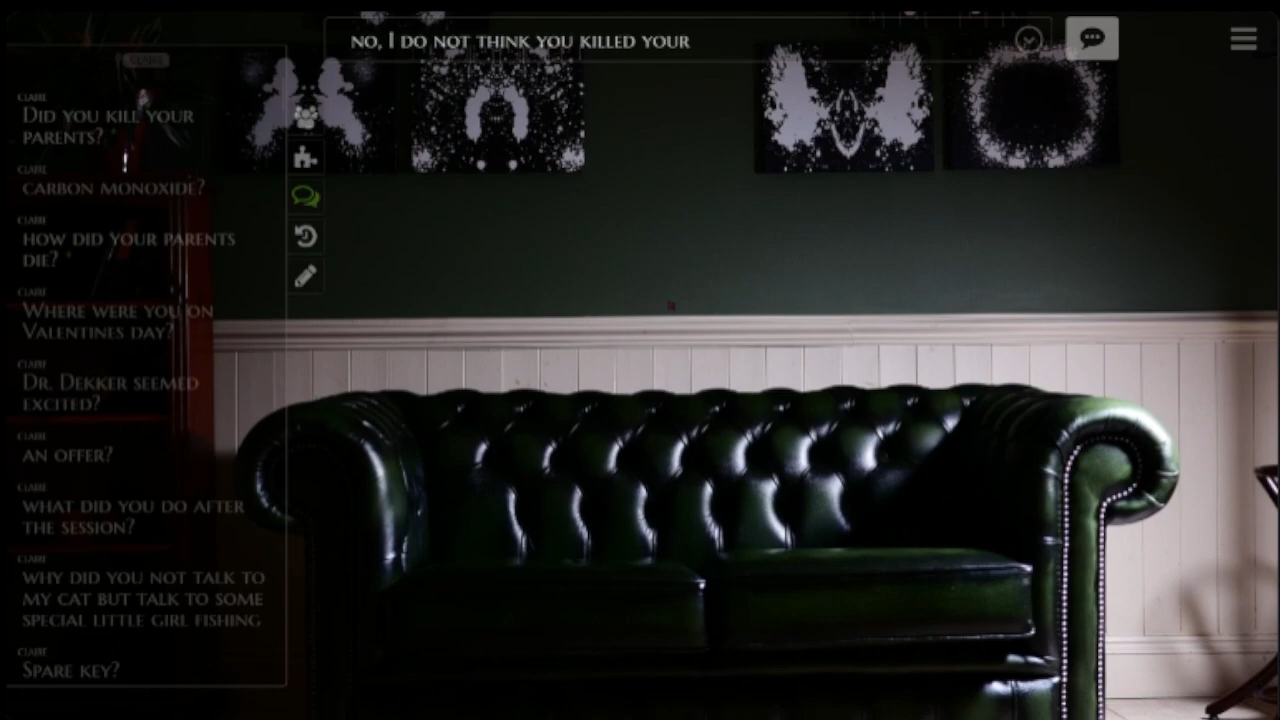 NO, I DO NOT THINK YOU KILLED YOUR
CLAIRE
CLAIRE
DID YOU KILL YOUR
PARENTS?
CLAIRE
CARBON MONOXIDE?
CLAIRE
HOW DID YOUR PARENTS
DIE?
CLAIRE
WHERE WERE YOU ON
VALENTINES DAY?
CLAIRE
DR. DEKKER SEEMED
EXCITED?
CLAIRE
AN OFFER?
CLAIRE
WHAT DID YOU DO AFTER
THE SESSION?
CLAIRE
WHY DID YOU NOT TALK TO
MY CAT BUT TALK TO SOME
SPECIAL LITTLE GIRL FISHING
CLAIRE
SPARE KEY?